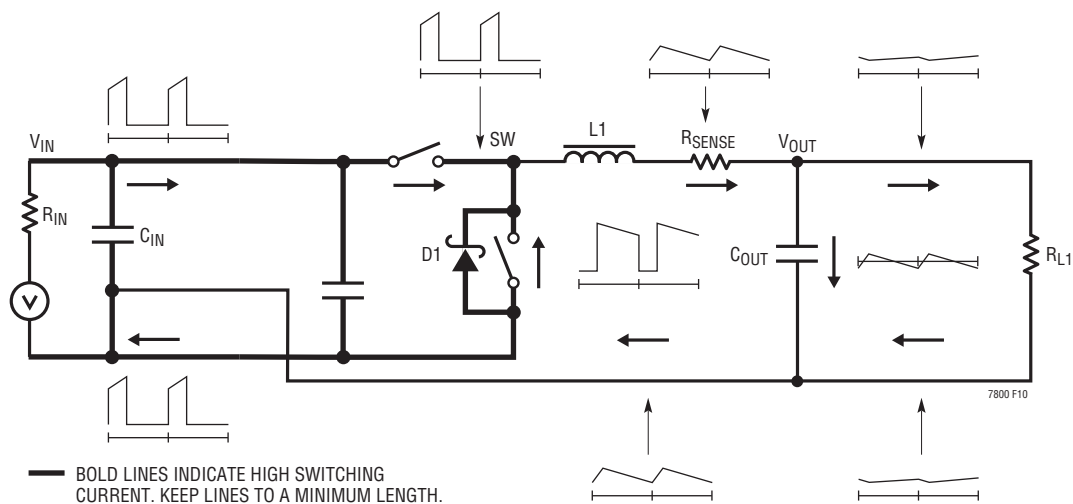 SW
L1
RSENSE
VOUT
VIN
RIN
CIN
D1
COUT
RL1
V
7800 F10
BOLD LINES INDICATE HIGH SWITCHING
CURRENT. KEEP LINES TO A MINIMUM LENGTH.